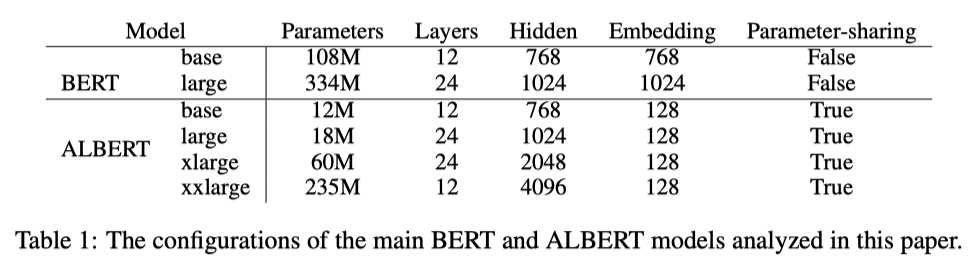 Model Parameters Layers Hidden Embedding Parameter-sharing
base 108M 12 768 768 False
BERT large 334M 24 1024 1024 False
base 12M 12 768 128 True
large 18M 24 1024 128 True
ALBERT
xlarge 60M 24 2048 128 True
xxlarge 235M 12 4096 128 True
Table 1: The configurations of the main BERT and ALBERT models analyzed in this paper.